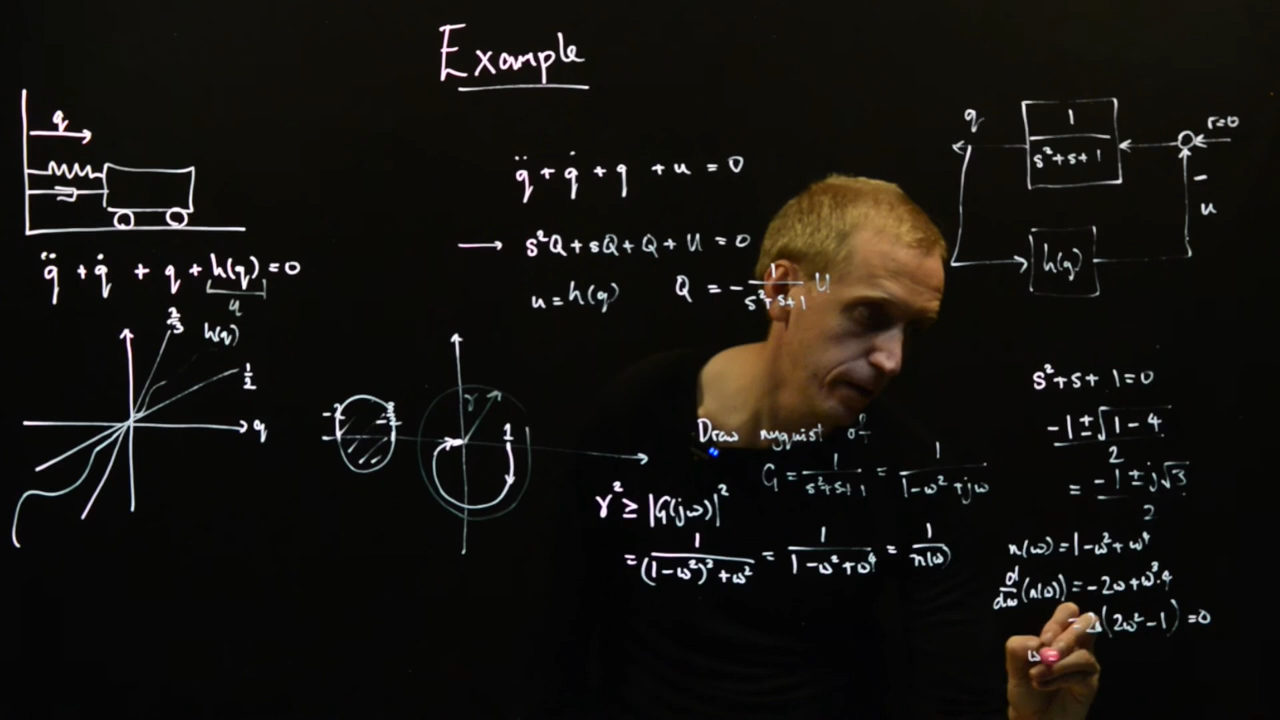 Example
q
q̈ + q̇ + q + h(q) = 0
u
2/3
h(q)
1/2
q
-2
-3/2
r
1
q̈ + q̇ + q + u = 0
→ s²Q + sQ + Q + U = 0
u = h(q)
Q = - 1/(s²+s+1) U
Draw nyquist of
G = 1/(s²+s+1) = 1/(1-ω²+jω)
γ² ≥ |G(jω)|²
= 1/((1-ω²)²+ω²) = 1/(1-ω²+ω⁴) = 1/n(ω)
q
1/(s²+s+1)
r=0
-
u
h(q)
s²+s+1=0
(-1±√(1-4))/2
= (-1±j√3)/2
n(ω) = 1-ω²+ω⁴
d/dω (n(ω)) = -2ω+ω³·4
(2ω²-1) = 0
ω =